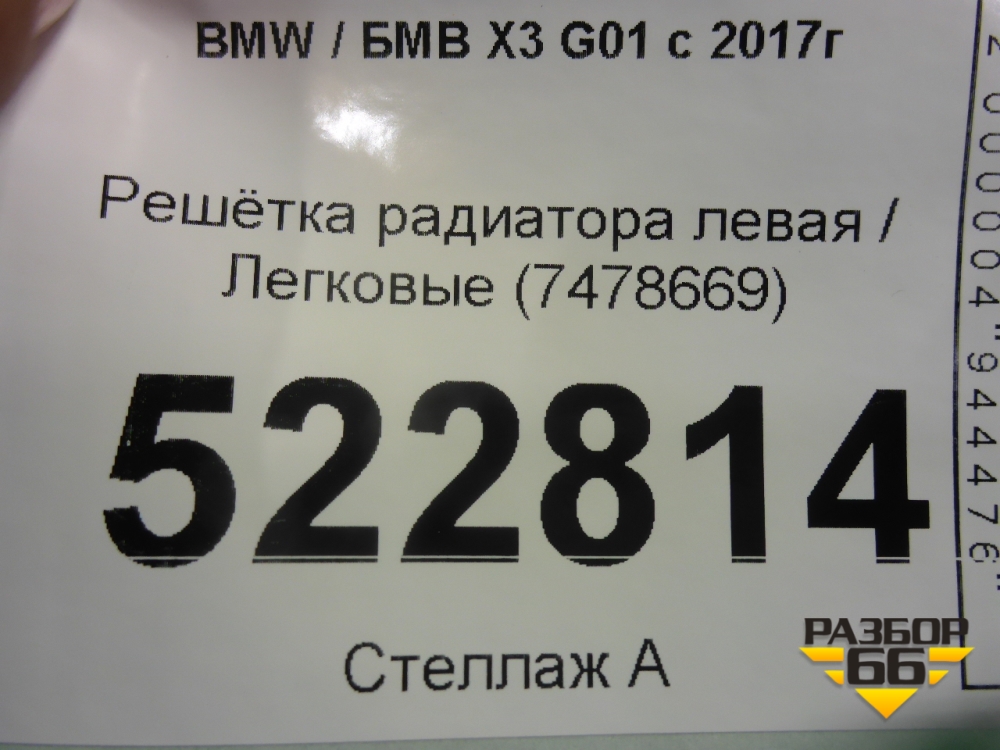 BMW / БМВ X3 G01 с 2017г
Решётка радиатора левая /
Легковые (7478669)
522814
Стеллаж А
РАЗБОР
66